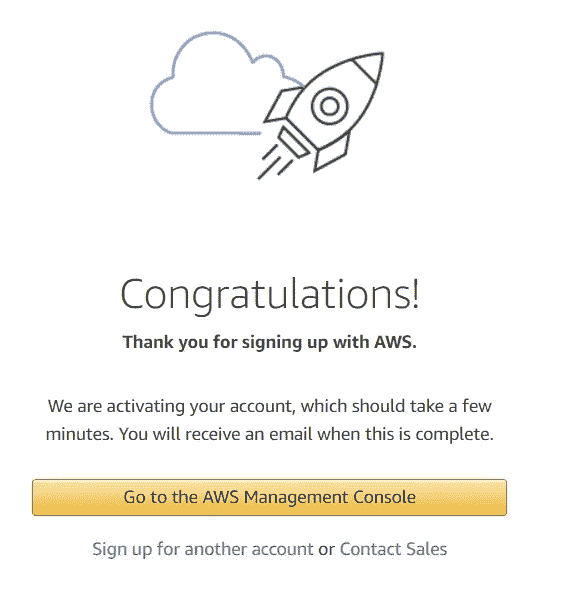 Congratulations!
Thank you for signing up with AWS.
We are activating your account, which should take a few
minutes. You will receive an email when this is complete.
Go to the AWS Management Console
Sign up for another account or Contact Sales